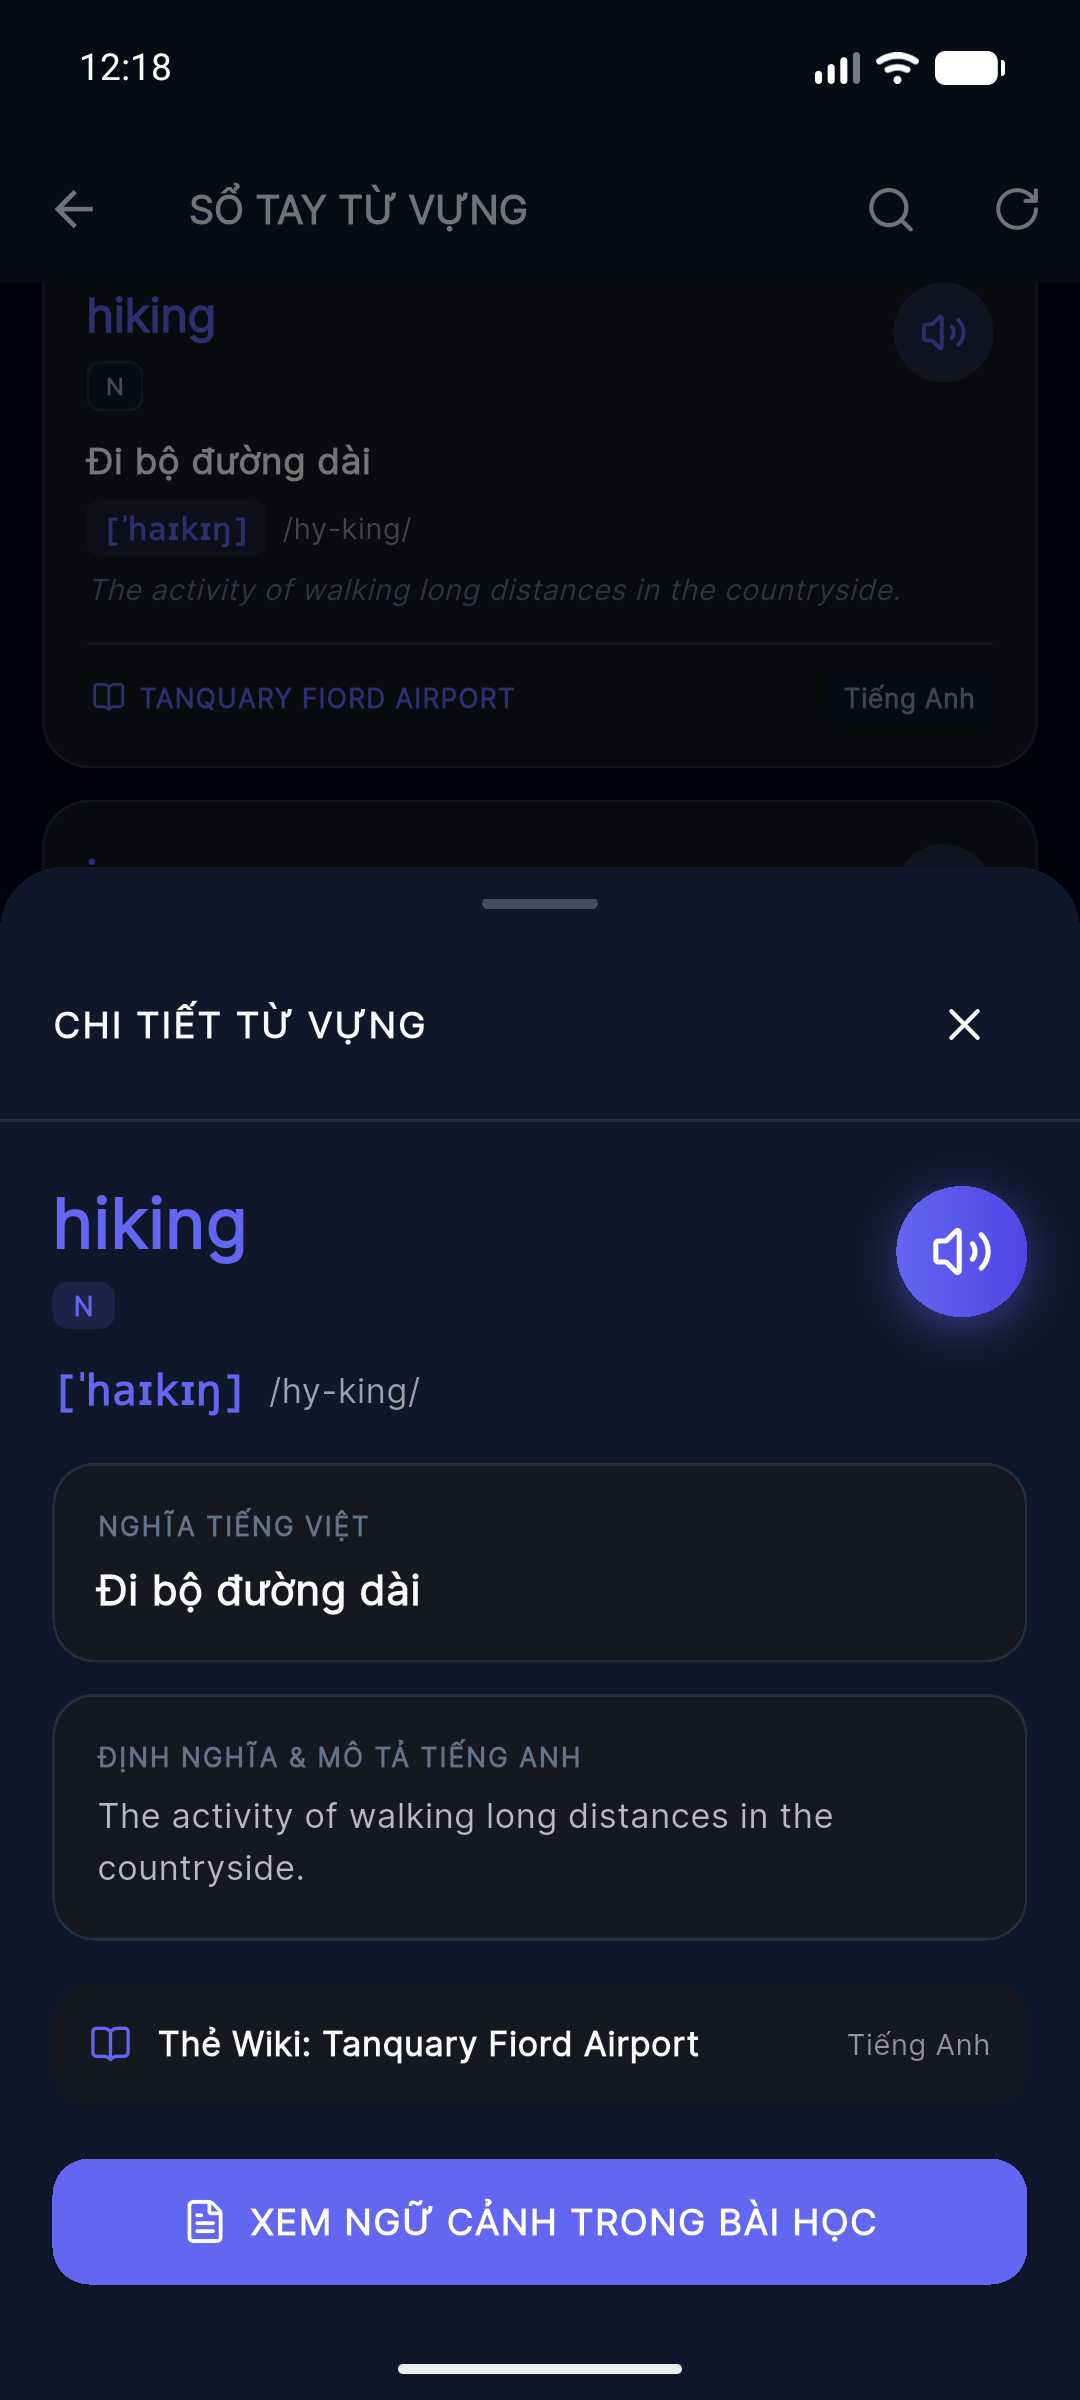 12:18
SỔ TAY TỪ VỰNG
hiking
N
Đi bộ đường dài
[ˈhaɪkɪŋ] /hy-king/
The activity of walking long distances in the countryside.
TANQUARY FIORD AIRPORT Tiếng Anh
CHI TIẾT TỪ VỰNG
hiking
N
[ˈhaɪkɪŋ] /hy-king/
NGHĨA TIẾNG VIỆT
Đi bộ đường dài
ĐỊNH NGHĨA & MÔ TẢ TIẾNG ANH
The activity of walking long distances in the
countryside.
Thẻ Wiki: Tanquary Fiord Airport Tiếng Anh
XEM NGỮ CẢNH TRONG BÀI HỌC